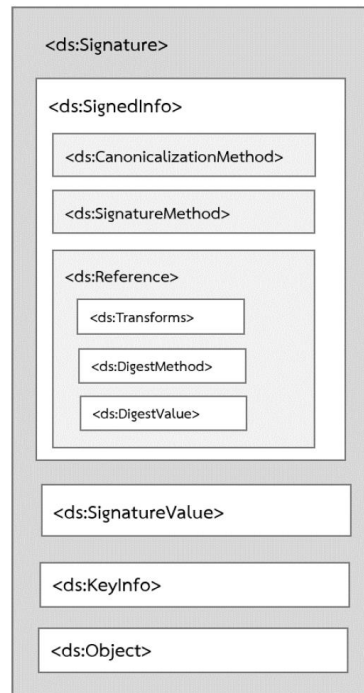 <ds:Signature>
<ds:SignedInfo>
<ds:CanonicalizationMethod>
<ds:SignatureMethod>
<ds:Reference>
<ds:Transforms>
<ds:DigestMethod>
<ds:DigestValue>
<ds:SignatureValue>
<ds:KeyInfo>
<ds:Object>